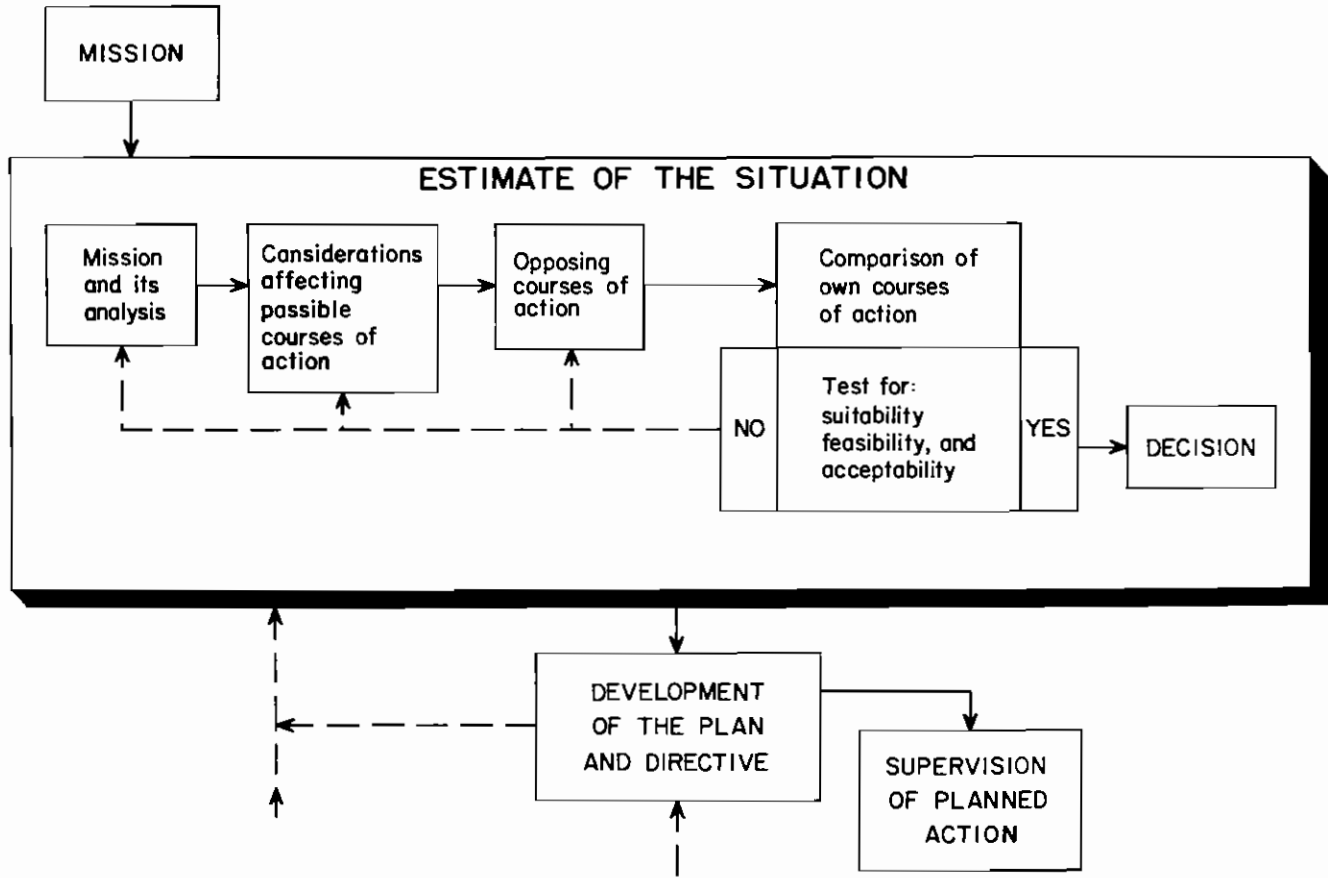 MISSION
ESTIMATE OF THE SITUATION
Mission
and its
analysis
Cansiderations
affecting
passible
courses of
action
Opposing
courses of
action
Comparison of
own courses
of action
NO
Test for:
suitability
feasibility, and
acceptability
YES
DECISION
DEVELOPMENT
OF THE PLAN
AND DIRECTIVE
SUPERVISION
OF PLANNED
ACTION